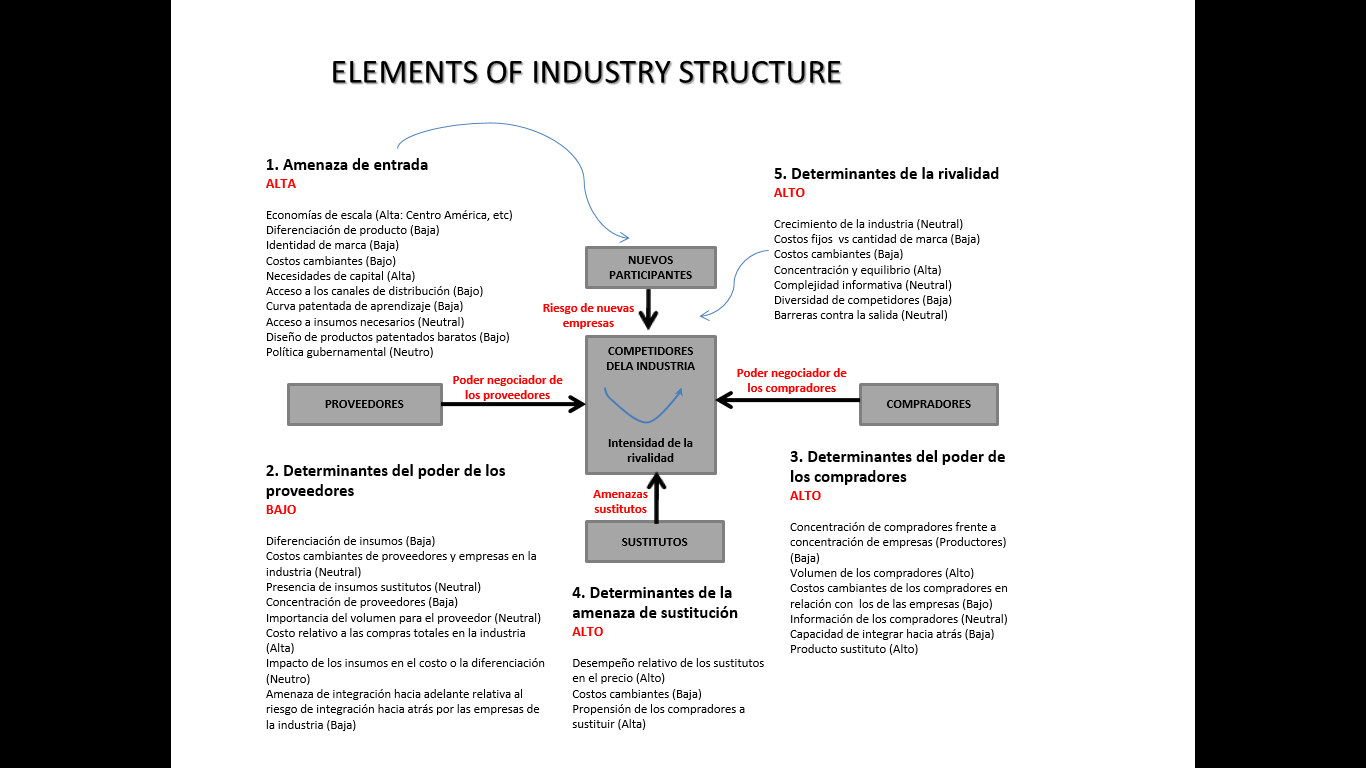 ELEMENTS OF INDUSTRY STRUCTURE
1. Amenaza de entrada
ALTA
Economías de escala (Alta: Centro América, etc)
Diferenciación de producto (Baja)
Identidad de marca (Baja)
Costos cambiantes (Bajo)
Necesidades de capital (Alta)
Acceso a los canales de distribución (Bajo)
Curva patentada de aprendizaje (Baja)
Acceso a insumos necesarios (Neutral)
Diseño de productos patentados baratos (Bajo)
Política gubernamental (Neutro)
5. Determinantes de la rivalidad
ALTO
Crecimiento de la industria (Neutral)
Costos fijos  vs cantidad de marca (Baja)
Costos cambiantes (Baja)
Concentración y equilibrio (Alta)
Complejidad informativa (Neutral)
Diversidad de competidores (Baja)
Barreras contra la salida (Neutral)
NUEVOS
PARTICIPANTES
Riesgo de nuevas
empresas
COMPETIDORES
DELA INDUSTRIA
Intensidad de la
rivalidad
Poder negociador de
los proveedores
PROVEEDORES
Poder negociador de
los compradores
COMPRADORES
Amenazas
sustitutos
SUSTITUTOS
2. Determinantes del poder de los
proveedores
BAJO
Diferenciación de insumos (Baja)
Costos cambiantes de proveedores y empresas en la
industria (Neutral)
Presencia de insumos sustitutos (Neutral)
Concentración de proveedores (Baja)
Importancia del volumen para el proveedor (Neutral)
Costo relativo a las compras totales en la industria
(Alta)
Impacto de los insumos en el costo o la diferenciación
(Neutro)
Amenaza de integración hacia adelante relativa al
riesgo de integración hacia atrás por las empresas de
la industria (Baja)
4. Determinantes de la
amenaza de sustitución
ALTO
Desempeño relativo de los sustitutos
en el precio (Alto)
Costos cambiantes (Baja)
Propensión de los compradores a
sustituir (Alta)
3. Determinantes del poder de
los compradores
ALTO
Concentración de compradores frente a
concentración de empresas (Productores)
(Baja)
Volumen de los compradores (Alto)
Costos cambiantes de los compradores en
relación con  los de las empresas (Bajo)
Información de los compradores (Neutral)
Capacidad de integrar hacia atrás (Baja)
Producto sustituto (Alto)